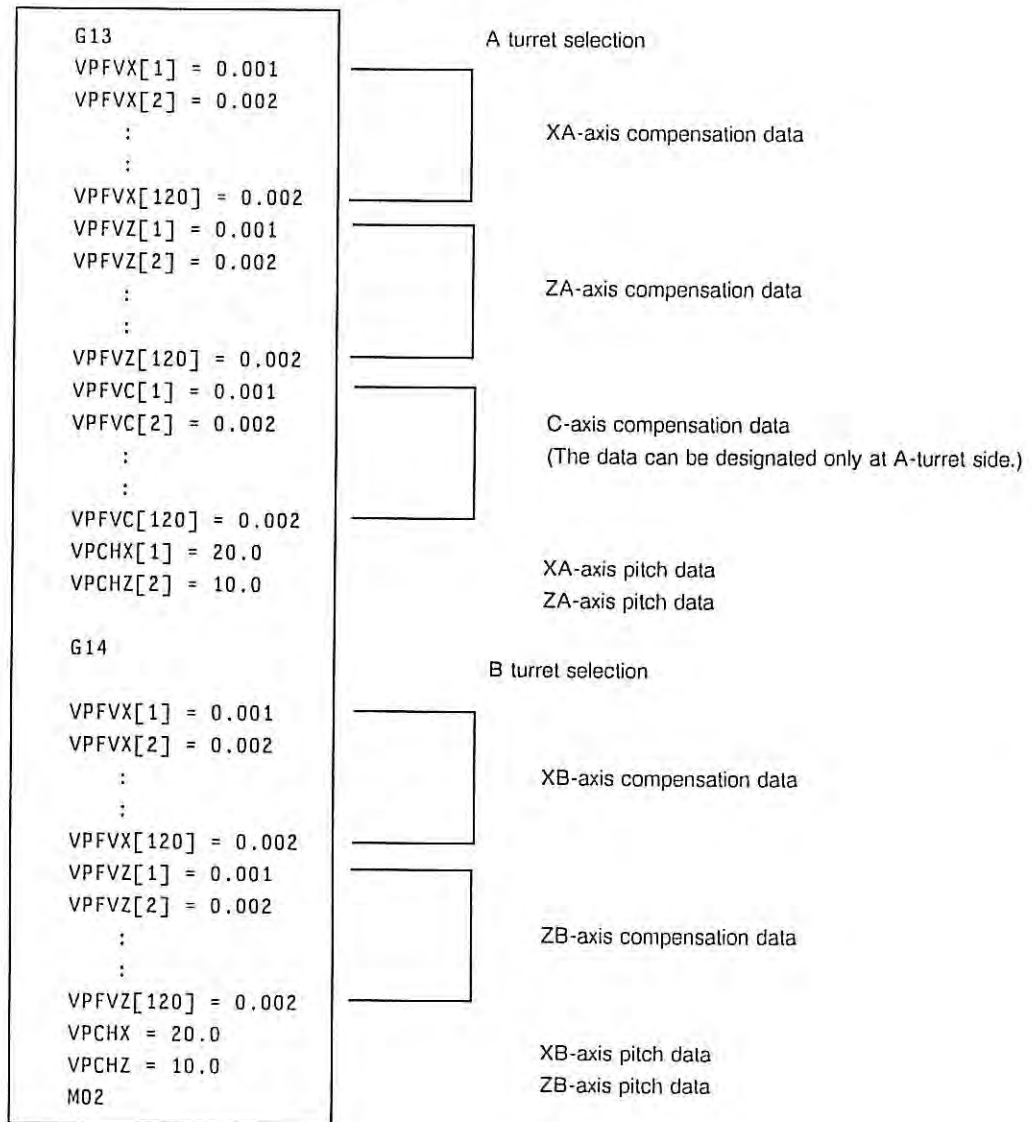 G13 A turret selection
VPFVX[1] = 0.001
VPFVX[2] = 0.002
:
XA-axis compensation data
:
VPFVX[120] = 0.002
VPFVZ[1] = 0.001
VPFVZ[2] = 0.002
:
ZA-axis compensation data
:
VPFVZ[120] = 0.002
VPFVC[1] = 0.001
VPFVC[2] = 0.002
C-axis compensation data
:
(The data can be designated only at A-turret side.)
:
VPFVC[120] = 0.002
VPCHX[1] = 20.0 XA-axis pitch data
VPCHZ[2] = 10.0 ZA-axis pitch data
G14 B turret selection
VPFVX[1] = 0.001
VPFVX[2] = 0.002
:
XB-axis compensation data
:
VPFVX[120] = 0.002
VPFVZ[1] = 0.001
VPFVZ[2] = 0.002
:
ZB-axis compensation data
:
VPFVZ[120] = 0.002
VPCHX = 20.0 XB-axis pitch data
VPCHZ = 10.0 ZB-axis pitch data
M02